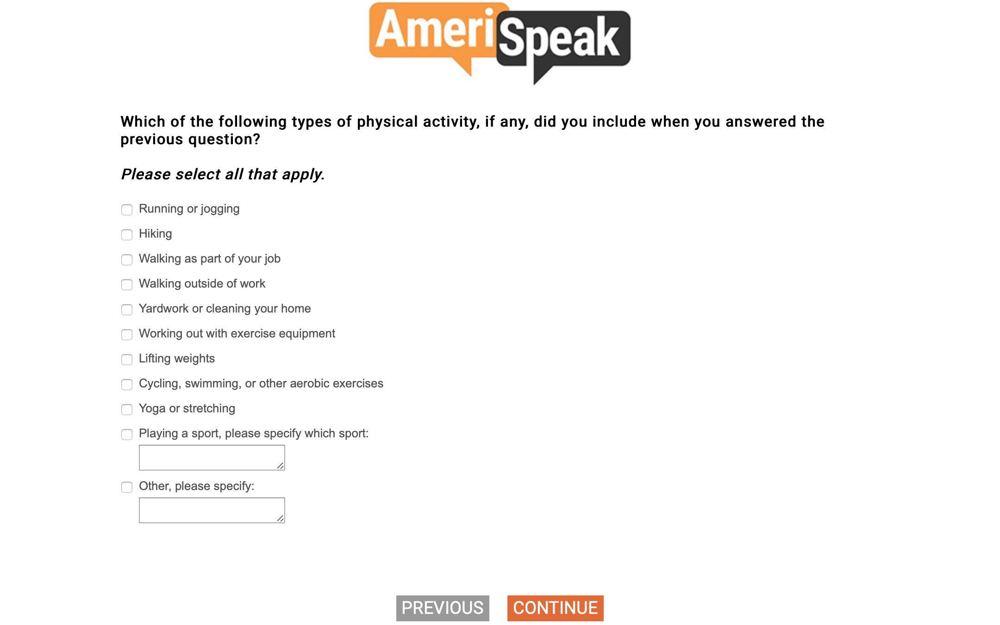 AmeriSpeak
Which of the following types of physical activity, if any, did you include when you answered the
previous question?
Please select all that apply.
Running or jogging
Hiking
Walking as part of your job
Walking outside of work
Yardwork or cleaning your home
Working out with exercise equipment
Lifting weights
Cycling, swimming, or other aerobic exercises
Yoga or stretching
Playing a sport, please specify which sport:
Other, please specify:
PREVIOUS CONTINUE